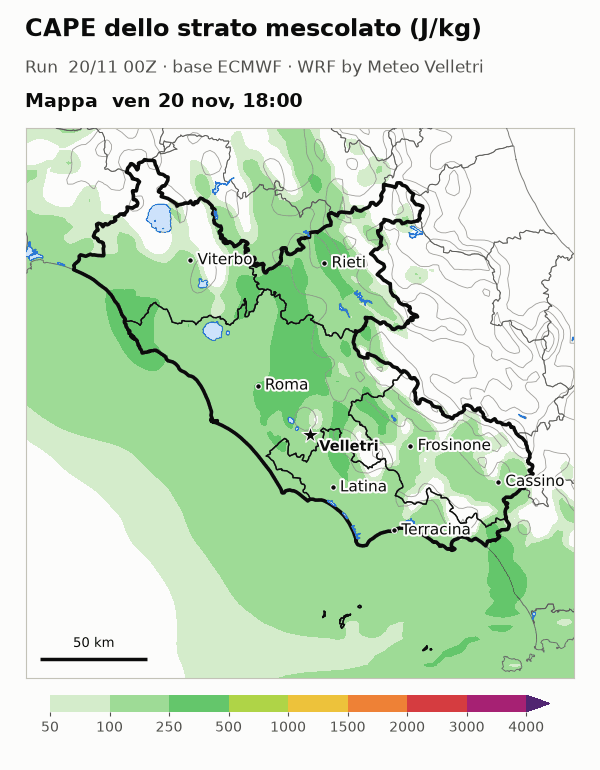 CAPE dello strato mescolato (J/kg)
Run  20/11 00Z · base ECMWF · WRF by Meteo Velletri
Mappa  ven 20 nov, 18:00
Viterbo
Rieti
Roma
Velletri
Frosinone
Latina
Cassino
Terracina
50 km
50 100 250 500 1000 1500 2000 3000 4000